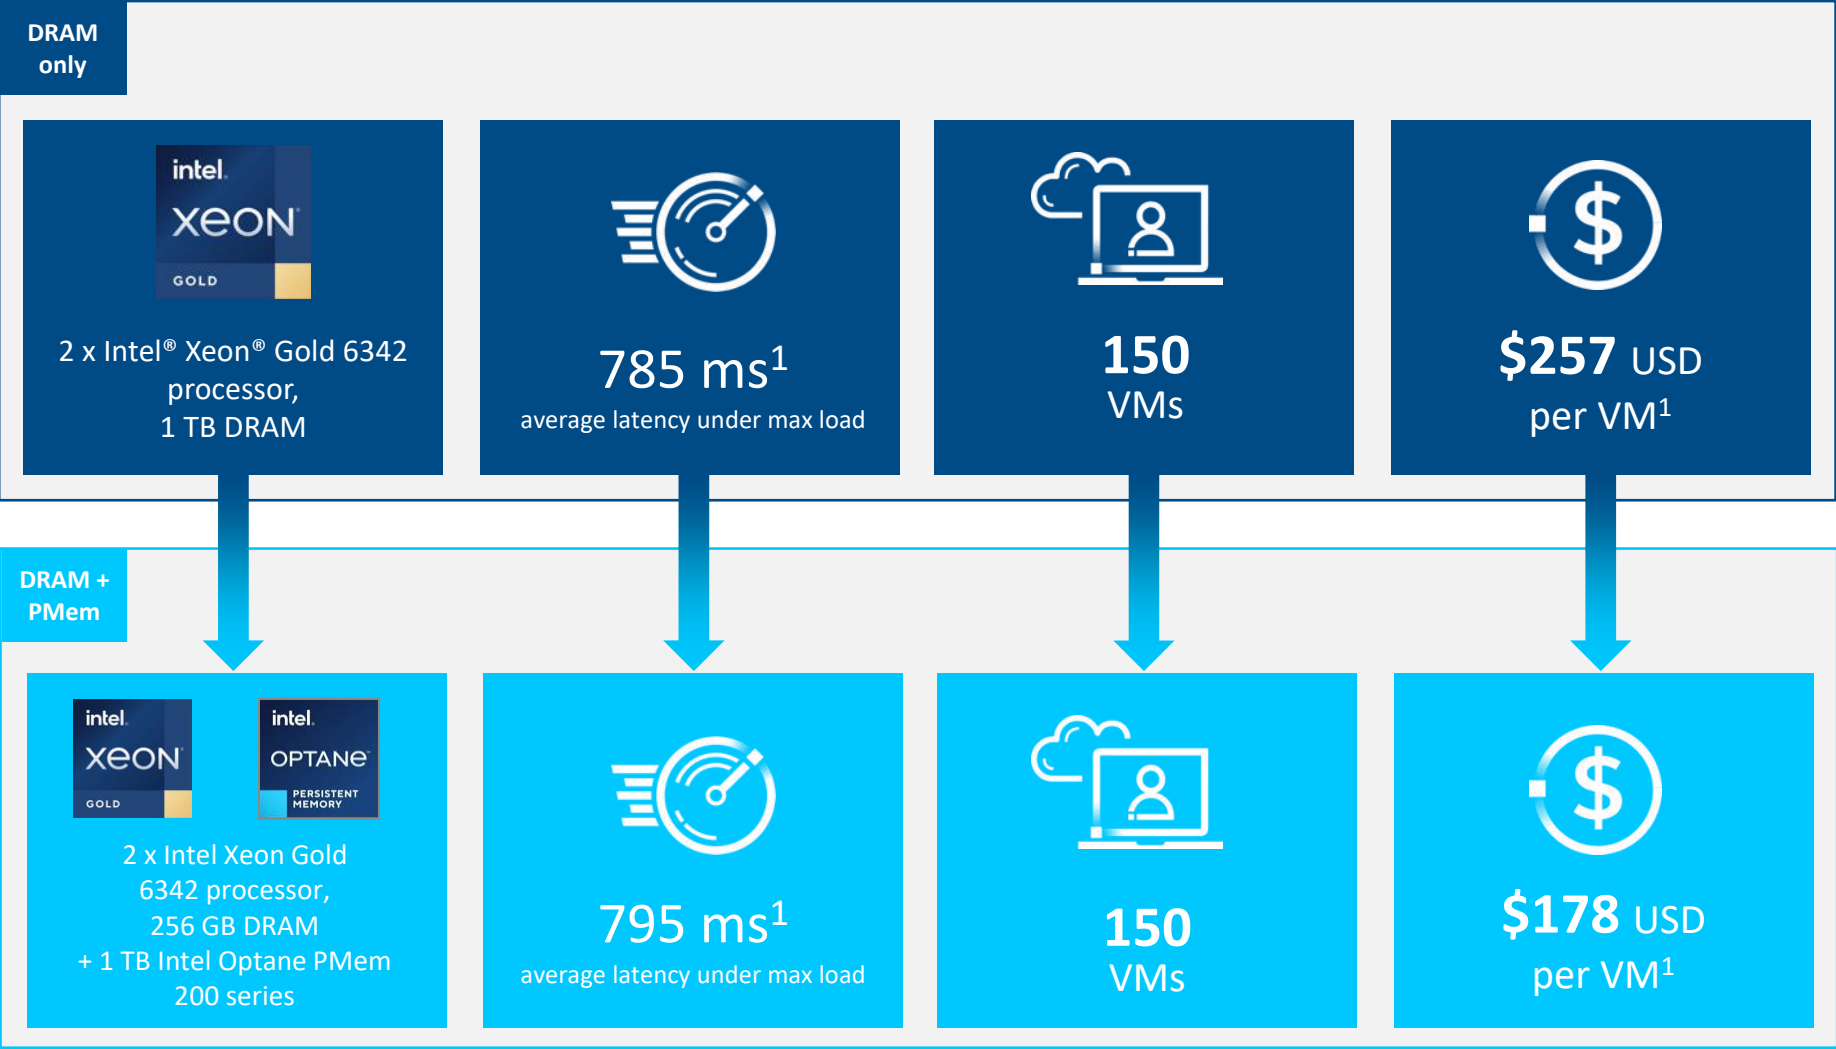 DRAM
only
intel.
xeon®
GOLD
2 x Intel® Xeon® Gold 6342
processor,
1 TB DRAM
785 ms¹
average latency under max load
150
VMs
$257 USD
per VM¹
DRAM +
PMem
intel.
xeon®
GOLD
intel.
OPTANe™
PERSISTENT
MEMORY
2 x Intel Xeon Gold
6342 processor,
256 GB DRAM
+ 1 TB Intel Optane PMem
200 series
795 ms¹
average latency under max load
150
VMs
$178 USD
per VM¹